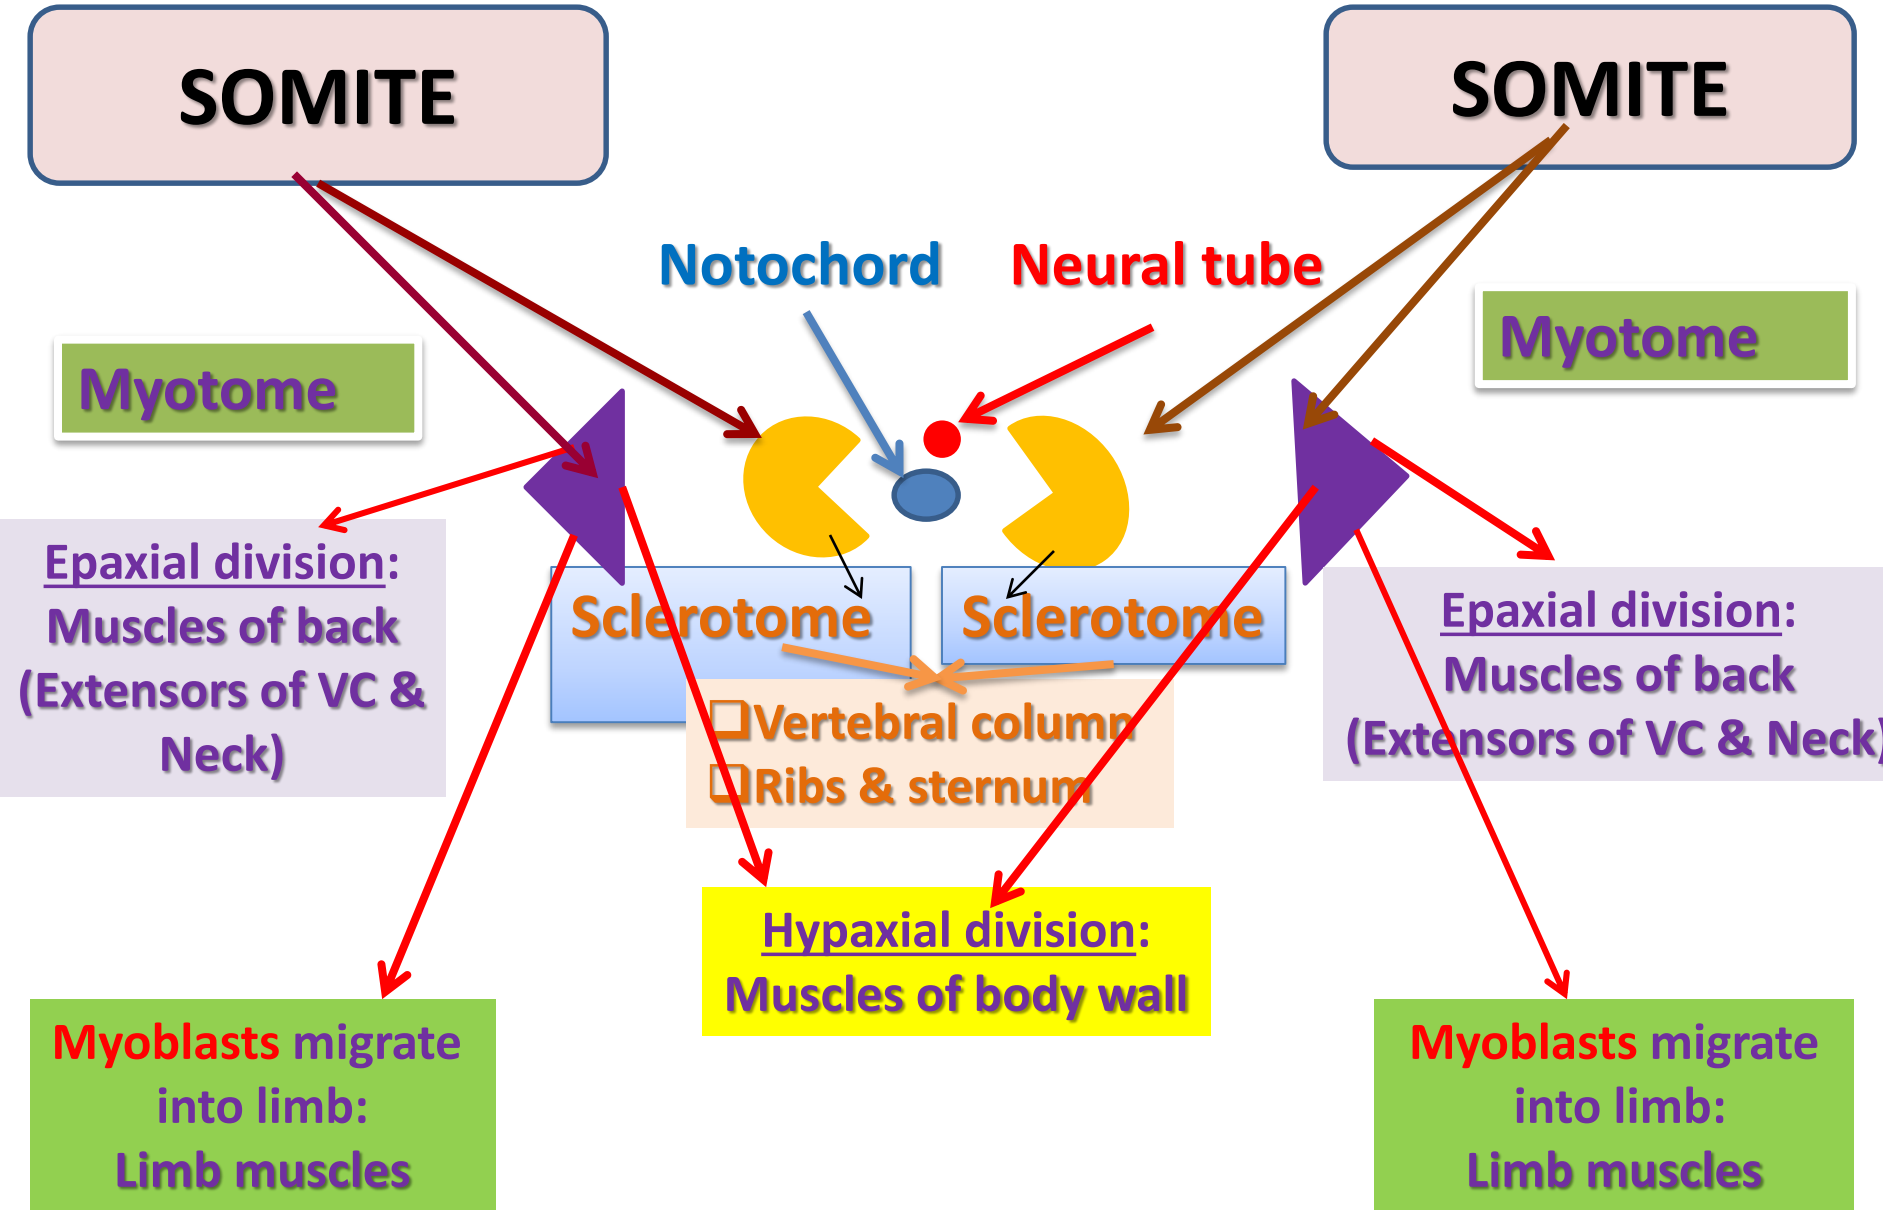 SOMITE
SOMITE
Notochord
Neural tube
Myotome
Myotome
Epaxial division:
Muscles of back
(Extensors of VC &
Neck)
Sclerotome
Sclerotome
Epaxial division:
Muscles of back
(Extensors of VC & Neck)
❑Vertebral column
❑Ribs & sternum
Hypaxial division:
Muscles of body wall
Myoblasts migrate
into limb:
Limb muscles
Myoblasts migrate
into limb:
Limb muscles